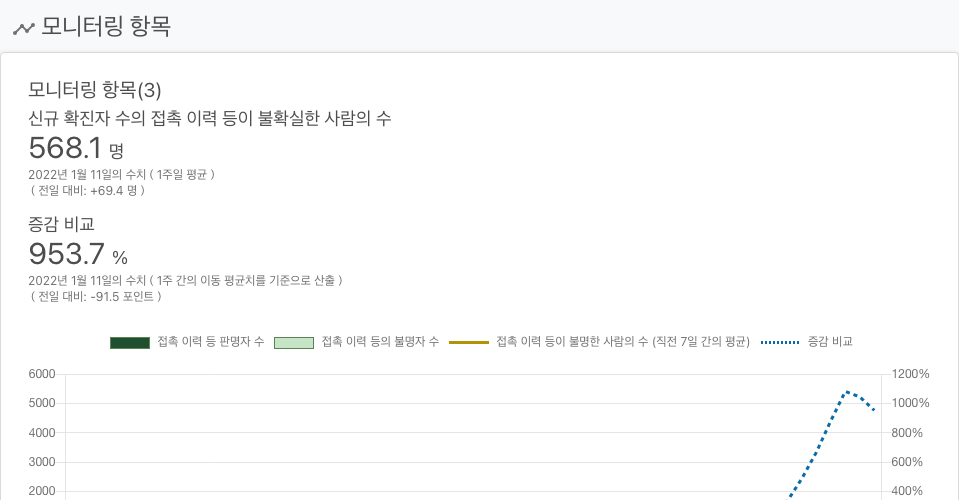 모니터링 항목
모니터링 항목(3)
신규 확진자 수의 접촉 이력 등이 불확실한 사람의 수
568.1 명
2022년 1월 11일의 수치 ( 1주일 평균 )
( 전일 대비: +69.4 명 )
증감 비교
953.7 %
2022년 1월 11일의 수치 ( 1주 간의 이동 평균치를 기준으로 산출 )
( 전일 대비: -91.5 포인트 )
접촉 이력 등 판명자 수 접촉 이력 등의 불명자 수 접촉 이력 등이 불명한 사람의 수 (직전 7일 간의 평균) 증감 비교
6000 1200%
5000 1000%
4000 800%
3000 600%
2000 400%